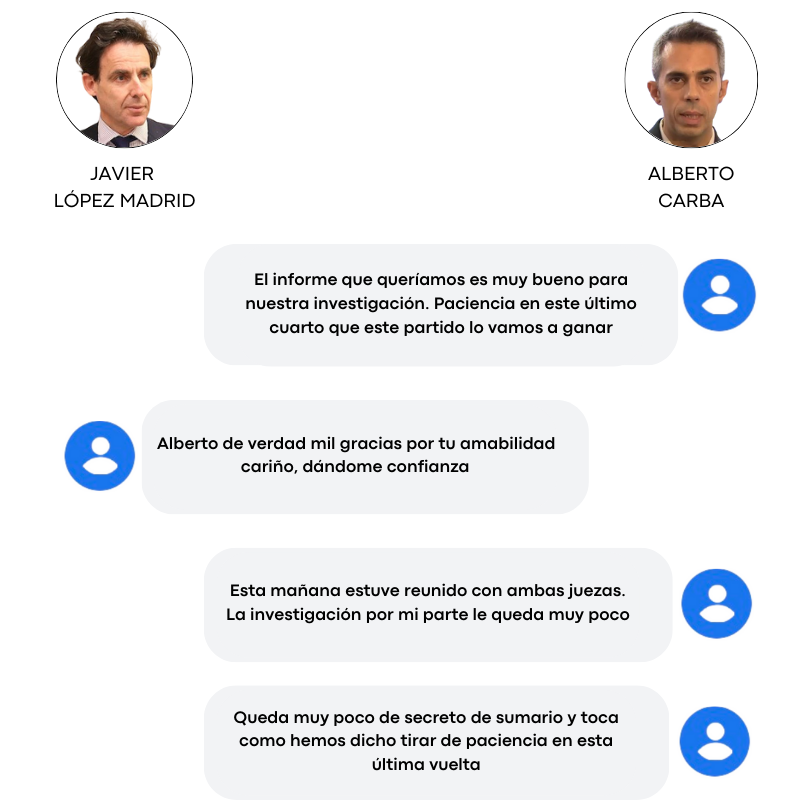 JAVIER
LÓPEZ MADRID
ALBERTO
CARBA
El informe que queríamos es muy bueno para
nuestra investigación. Paciencia en este último
cuarto que este partido lo vamos a ganar
Alberto de verdad mil gracias por tu amabilidad
cariño, dándome confianza
Esta mañana estuve reunido con ambas juezas.
La investigación por mi parte le queda muy poco
Queda muy poco de secreto de sumario y toca
como hemos dicho tirar de paciencia en esta
última vuelta